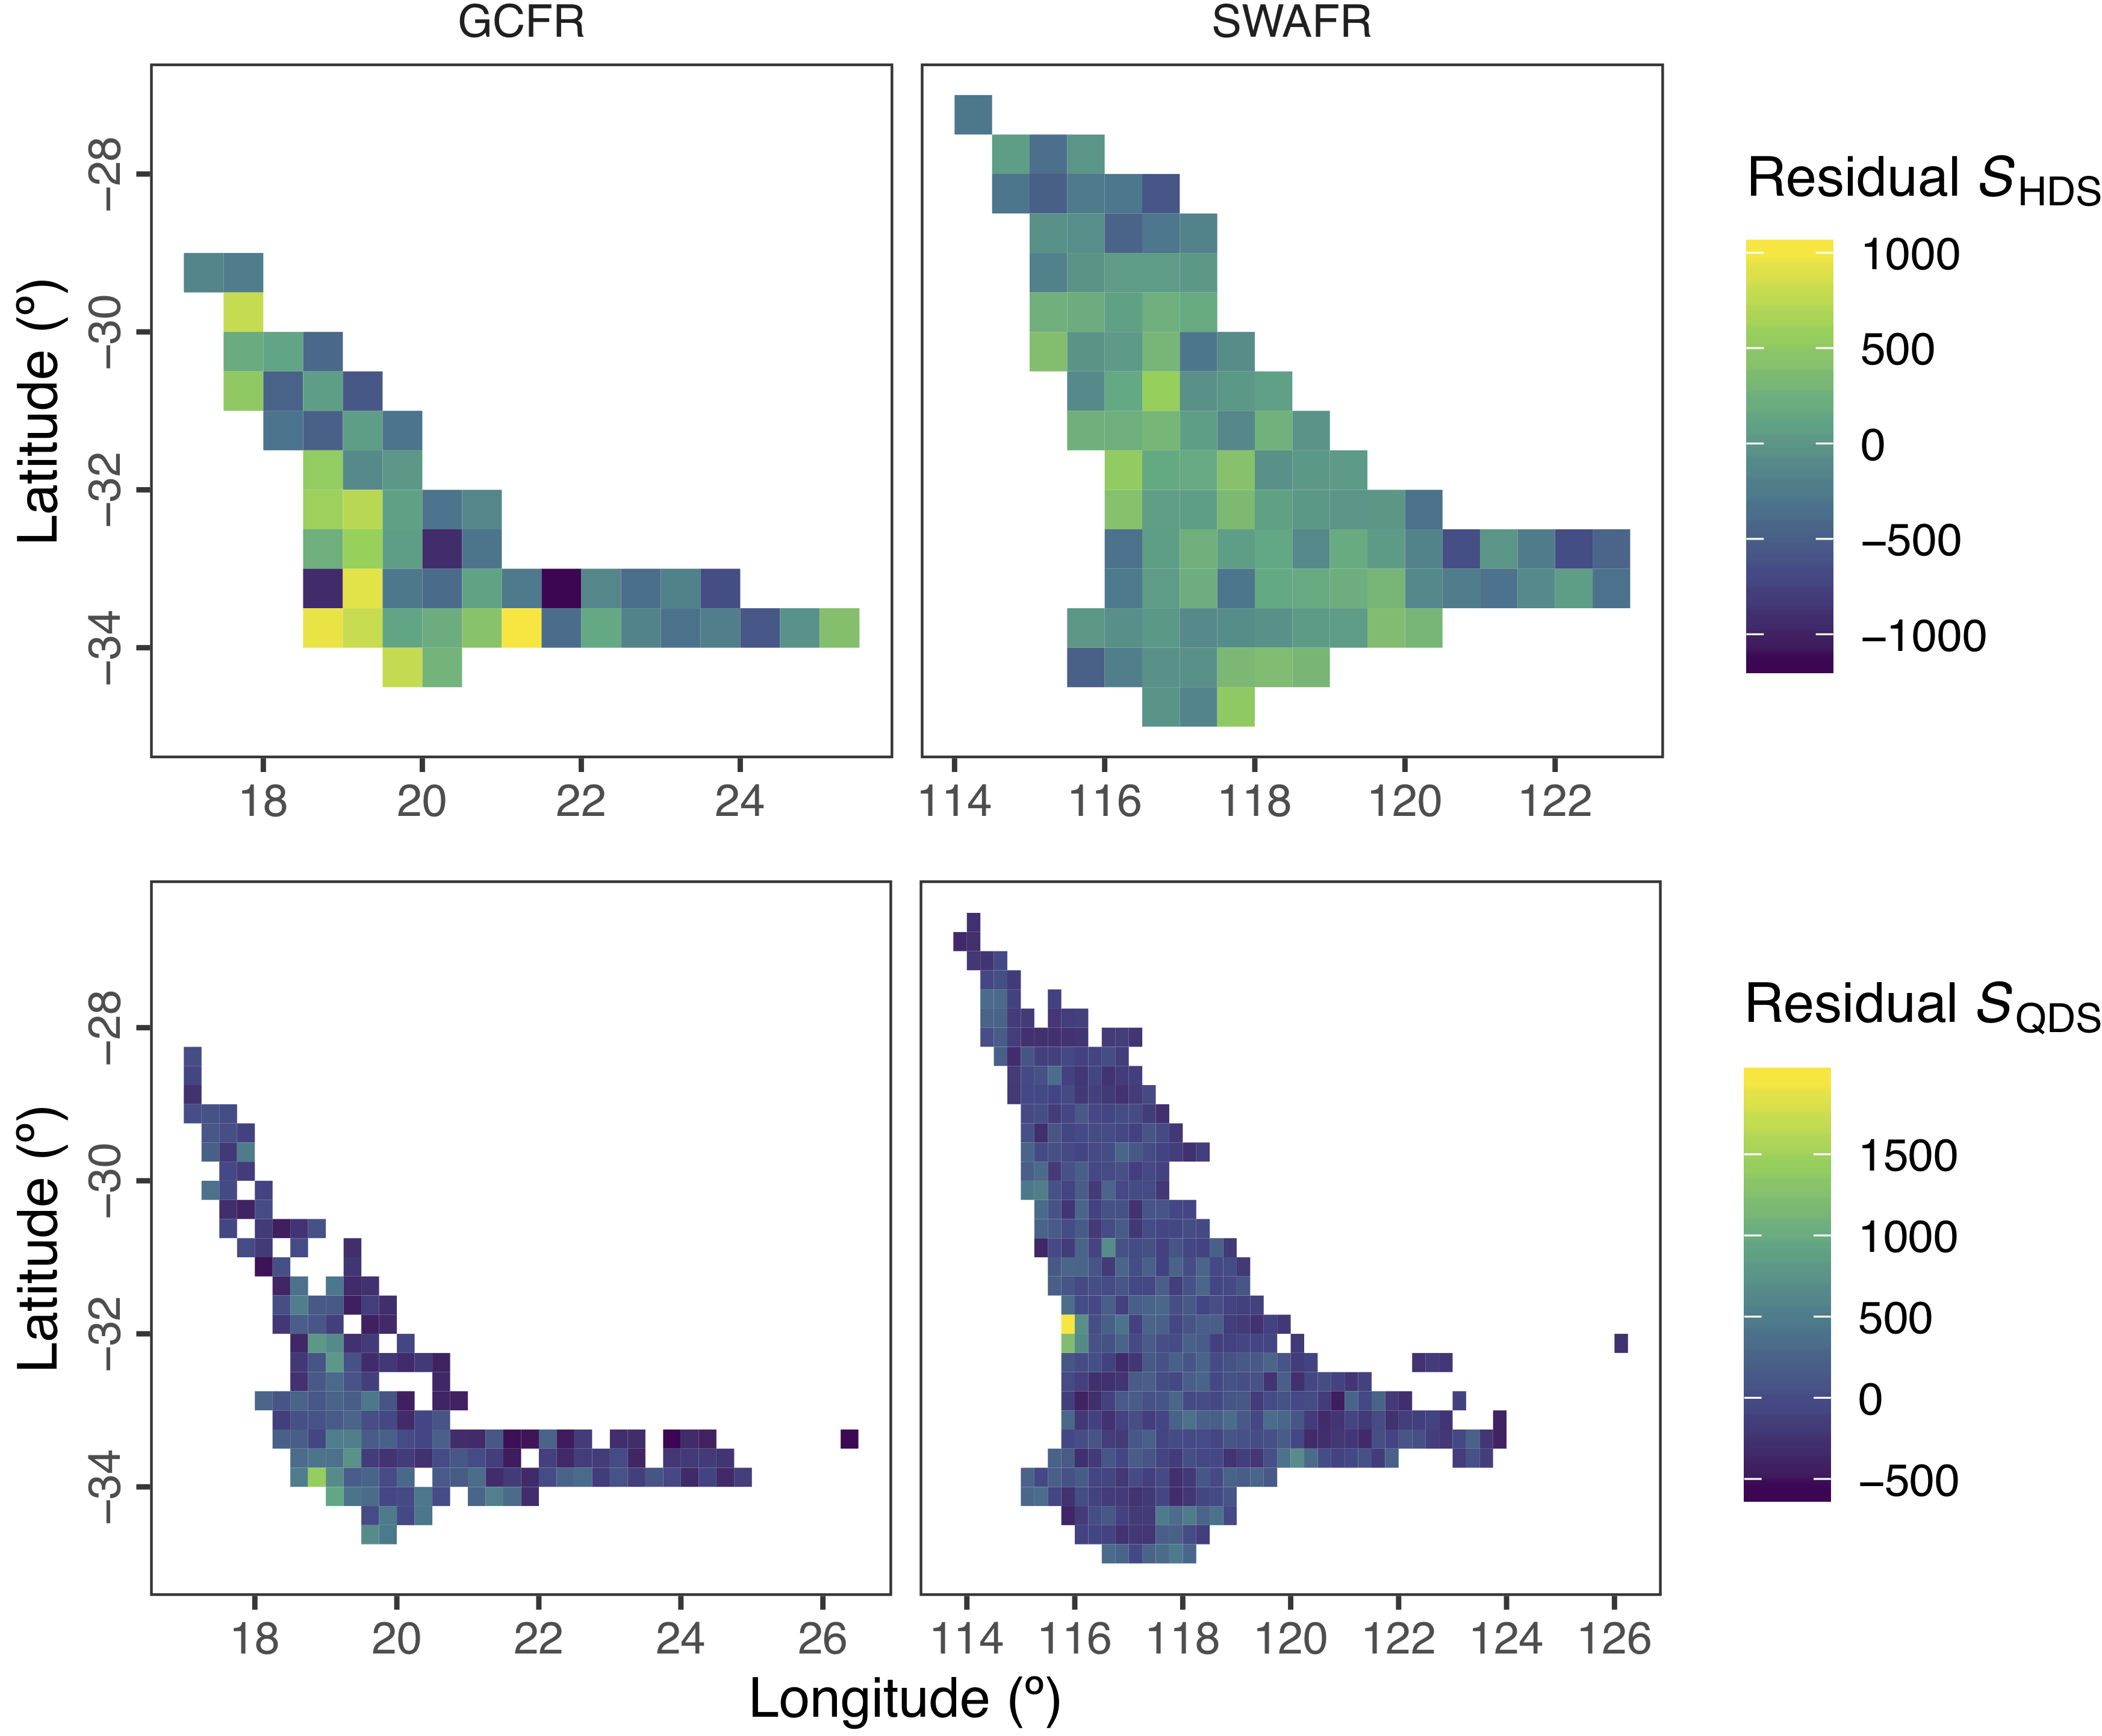 GCFR SWAFR
Latitude (º)
−28
−30
−32
−34
18 20 22 24
114 116 118 120 122
Residual SHDS
1000
500
0
−500
−1000
Latitude (º)
−28
−30
−32
−34
18 20 22 24 26
114 116 118 120 122 124 126
Residual SQDS
1500
1000
500
0
−500
Longitude (º)